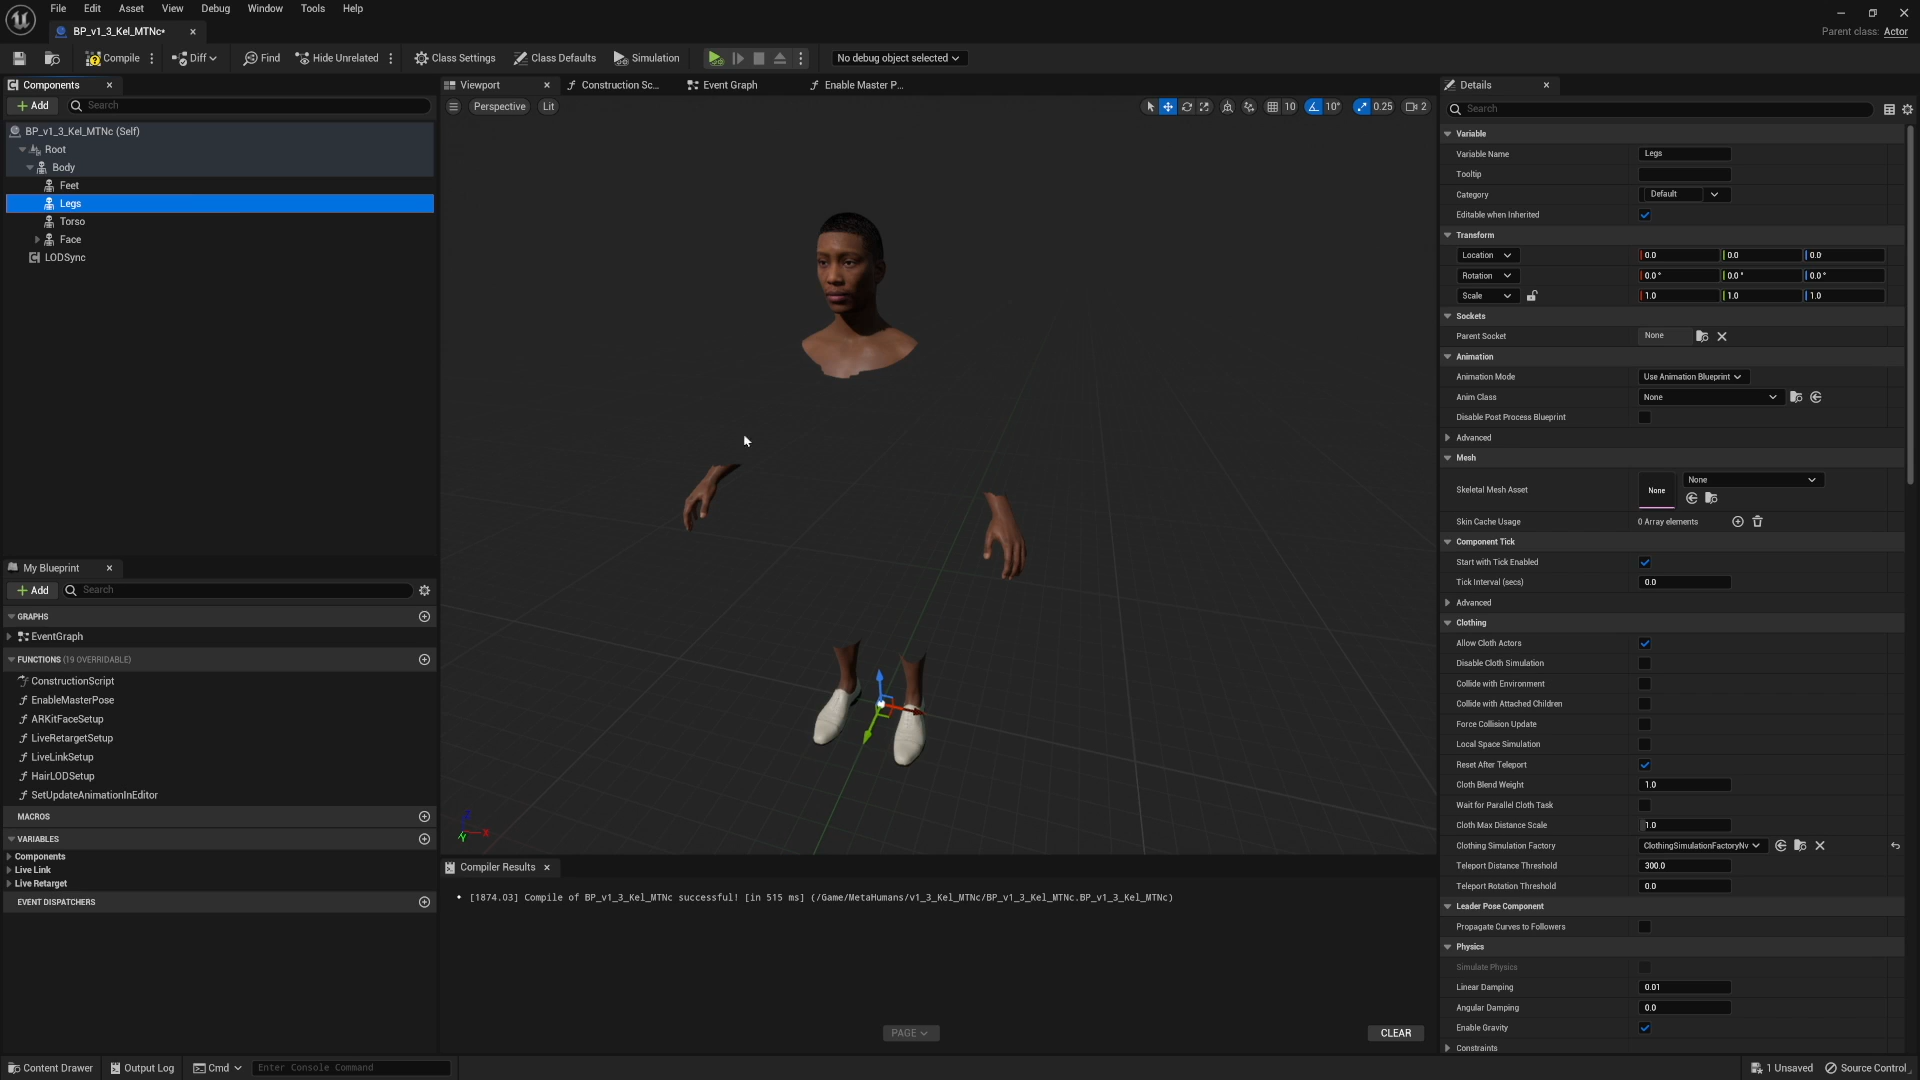 File Edit Asset View Debug Window Tools Help
BP_v1_3_Kel_MTNc*
Parent class: Actor
Compile Diff Find Hide Unrelated Class Settings Class Defaults Simulation No debug object selected
Components
Add Search
BP_v1_3_Kel_MTNc (Self)
Root
Body
Feet
Legs
Torso
Face
LODSync
My Blueprint
Add Search
GRAPHS
EventGraph
FUNCTIONS (19 OVERRIDABLE)
ConstructionScript
EnableMasterPose
ARKitFaceSetup
LiveRetargetSetup
LiveLinkSetup
HairLODSetup
SetUpdateAnimationInEditor
MACROS
VARIABLES
Components
Live Link
Live Retarget
EVENT DISPATCHERS
Viewport Construction Sc... Event Graph Enable Master P...
Perspective Lit 10 10° 0.25 2
Z
X
Y
Compiler Results
• [1874.03] Compile of BP_v1_3_Kel_MTNc successful! [in 515 ms] (/Game/MetaHumans/v1_3_Kel_MTNc/BP_v1_3_Kel_MTNc.BP_v1_3_Kel_MTNc)
PAGE CLEAR
Details
Search
Variable
Variable Name Legs
Tooltip
Category Default
Editable when Inherited
Transform
Location 0.0 0.0 0.0
Rotation 0.0 ° 0.0 ° 0.0 °
Scale 1.0 1.0 1.0
Sockets
Parent Socket None
Animation
Animation Mode Use Animation Blueprint
Anim Class None
Disable Post Process Blueprint
Advanced
Mesh
Skeletal Mesh Asset None None
Skin Cache Usage 0 Array elements
Component Tick
Start with Tick Enabled
Tick Interval (secs) 0.0
Advanced
Clothing
Allow Cloth Actors
Disable Cloth Simulation
Collide with Environment
Collide with Attached Children
Force Collision Update
Local Space Simulation
Reset After Teleport
Cloth Blend Weight 1.0
Wait for Parallel Cloth Task
Cloth Max Distance Scale 1.0
Clothing Simulation Factory ClothingSimulationFactoryNv
Teleport Distance Threshold 300.0
Teleport Rotation Threshold 0.0
Leader Pose Component
Propagate Curves to Followers
Physics
Simulate Physics
Linear Damping 0.01
Angular Damping 0.0
Enable Gravity
Constraints
Content Drawer Output Log Cmd Enter Console Command 1 Unsaved Source Control